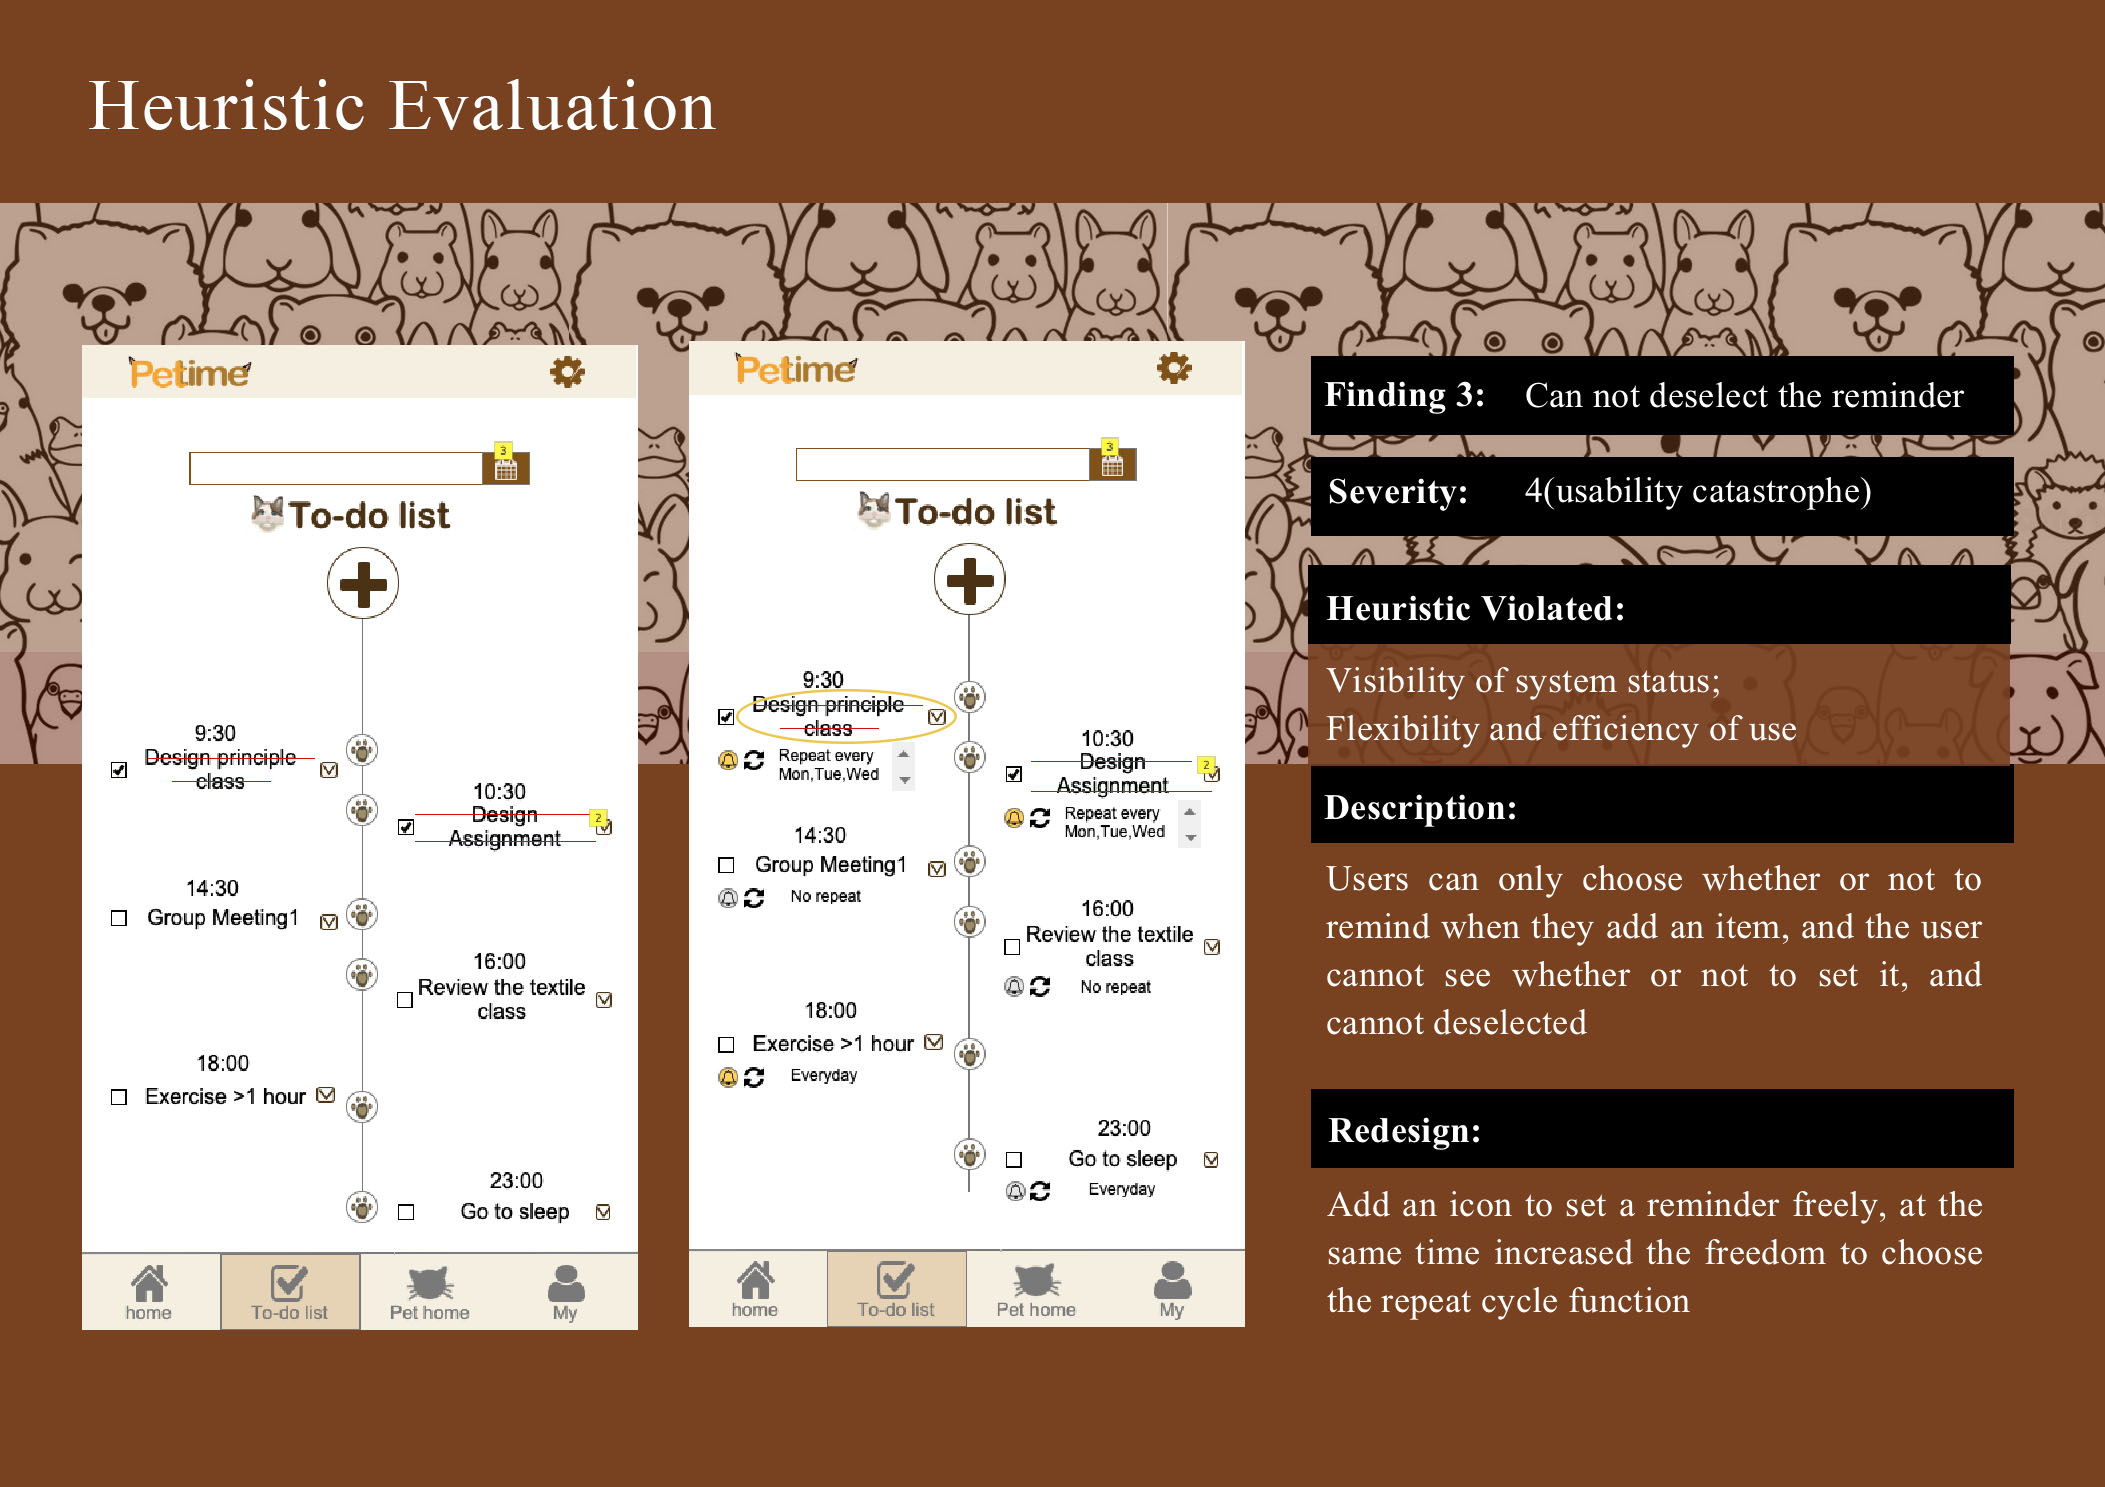 Heuristic Evaluation
Petime
3
To-do list
9:30
Design principle
class
10:30
Design
2
Assignment
14:30
Group Meeting1
16:00
Review the textile
class
18:00
Exercise >1 hour
23:00
Go to sleep
home
To-do list
Pet home
My
Petime
3
To-do list
9:30
Design principle
class
Repeat every
Mon,Tue,Wed
10:30
Design
2
Assignment
Repeat every
Mon,Tue,Wed
14:30
Group Meeting1
No repeat
16:00
Review the textile
class
No repeat
18:00
Exercise >1 hour
Everyday
23:00
Go to sleep
Everyday
home
To-do list
Pet home
My
Finding 3: Can not deselect the reminder
Severity: 4(usability catastrophe)
Heuristic Violated:
Visibility of system status;
Flexibility and efficiency of use
Description:
Users can only choose whether or not to
remind when they add an item, and the user
cannot see whether or not to set it, and
cannot deselected
Redesign:
Add an icon to set a reminder freely, at the
same time increased the freedom to choose
the repeat cycle function